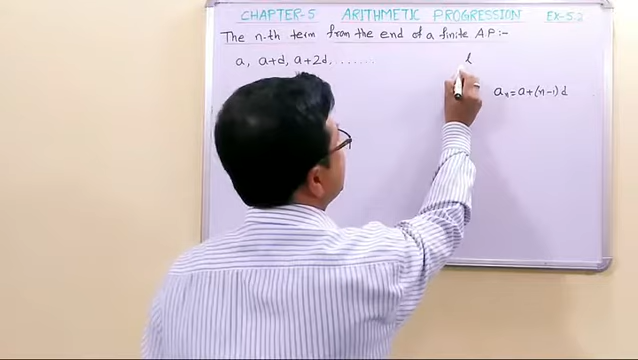 CHAPTER-5 ARITHMETIC PROGRESSION EX-5.2
The n-th term from the end of a finite A.P:-
a, a+d, a+2d, ....... l
aₙ=a+(n-1)d